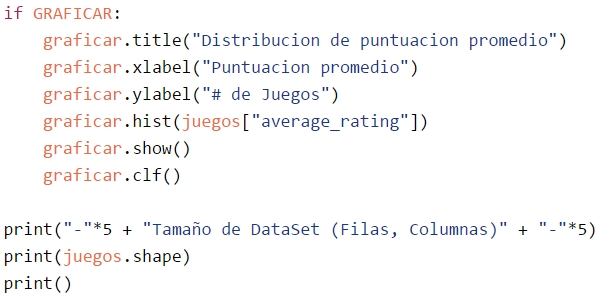 if GRAFICAR:
    graficar.title("Distribucion de puntuacion promedio")
    graficar.xlabel("Puntuacion promedio")
    graficar.ylabel("# de Juegos")
    graficar.hist(juegos["average_rating"])
    graficar.show()
    graficar.clf()

print("-"*5 + "Tamaño de DataSet (Filas, Columnas)" + "-"*5)
print(juegos.shape)
print()